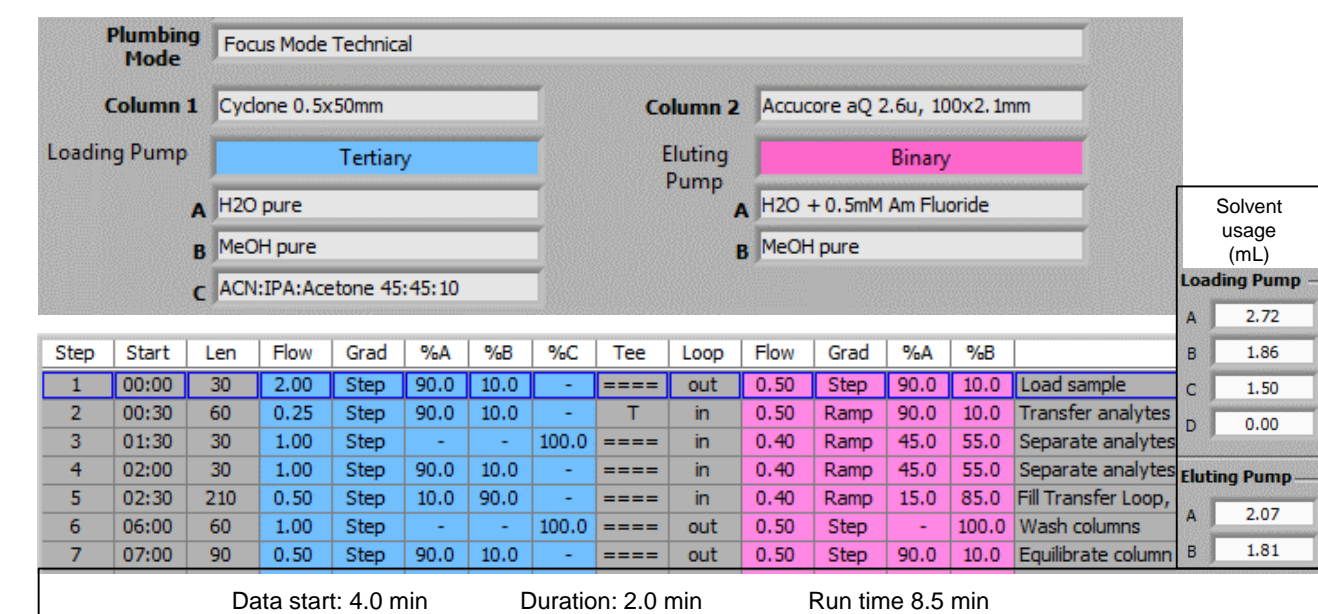 Plumbing Mode Focus Mode Technical
Column 1 Cyclone 0.5x50mm Column 2 Accucore aQ 2.6u, 100x2.1mm
Loading Pump Tertiary Eluting Pump Binary
A H2O pure A H2O + 0.5mM Am Fluoride
B MeOH pure B MeOH pure
C ACN:IPA:Acetone 45:45:10
Solvent
usage
(mL)
Loading Pump
A 2.72
B 1.86
C 1.50
D 0.00
Eluting Pump
A 2.07
B 1.81
Step Start Len Flow Grad %A %B %C Tee Loop Flow Grad %A %B
1 00:00 30 2.00 Step 90.0 10.0 - ==== out 0.50 Step 90.0 10.0 Load sample
2 00:30 60 0.25 Step 90.0 10.0 - T in 0.50 Ramp 90.0 10.0 Transfer analytes
3 01:30 30 1.00 Step - - 100.0 ==== in 0.40 Ramp 45.0 55.0 Separate analytes
4 02:00 30 1.00 Step 90.0 10.0 - ==== in 0.40 Ramp 45.0 55.0 Separate analytes
5 02:30 210 0.50 Step 10.0 90.0 - ==== in 0.40 Ramp 15.0 85.0 Fill Transfer Loop,
6 06:00 60 1.00 Step - - 100.0 ==== out 0.50 Step - 100.0 Wash columns
7 07:00 90 0.50 Step 90.0 10.0 - ==== out 0.50 Step 90.0 10.0 Equilibrate column
Data start: 4.0 min Duration: 2.0 min Run time 8.5 min